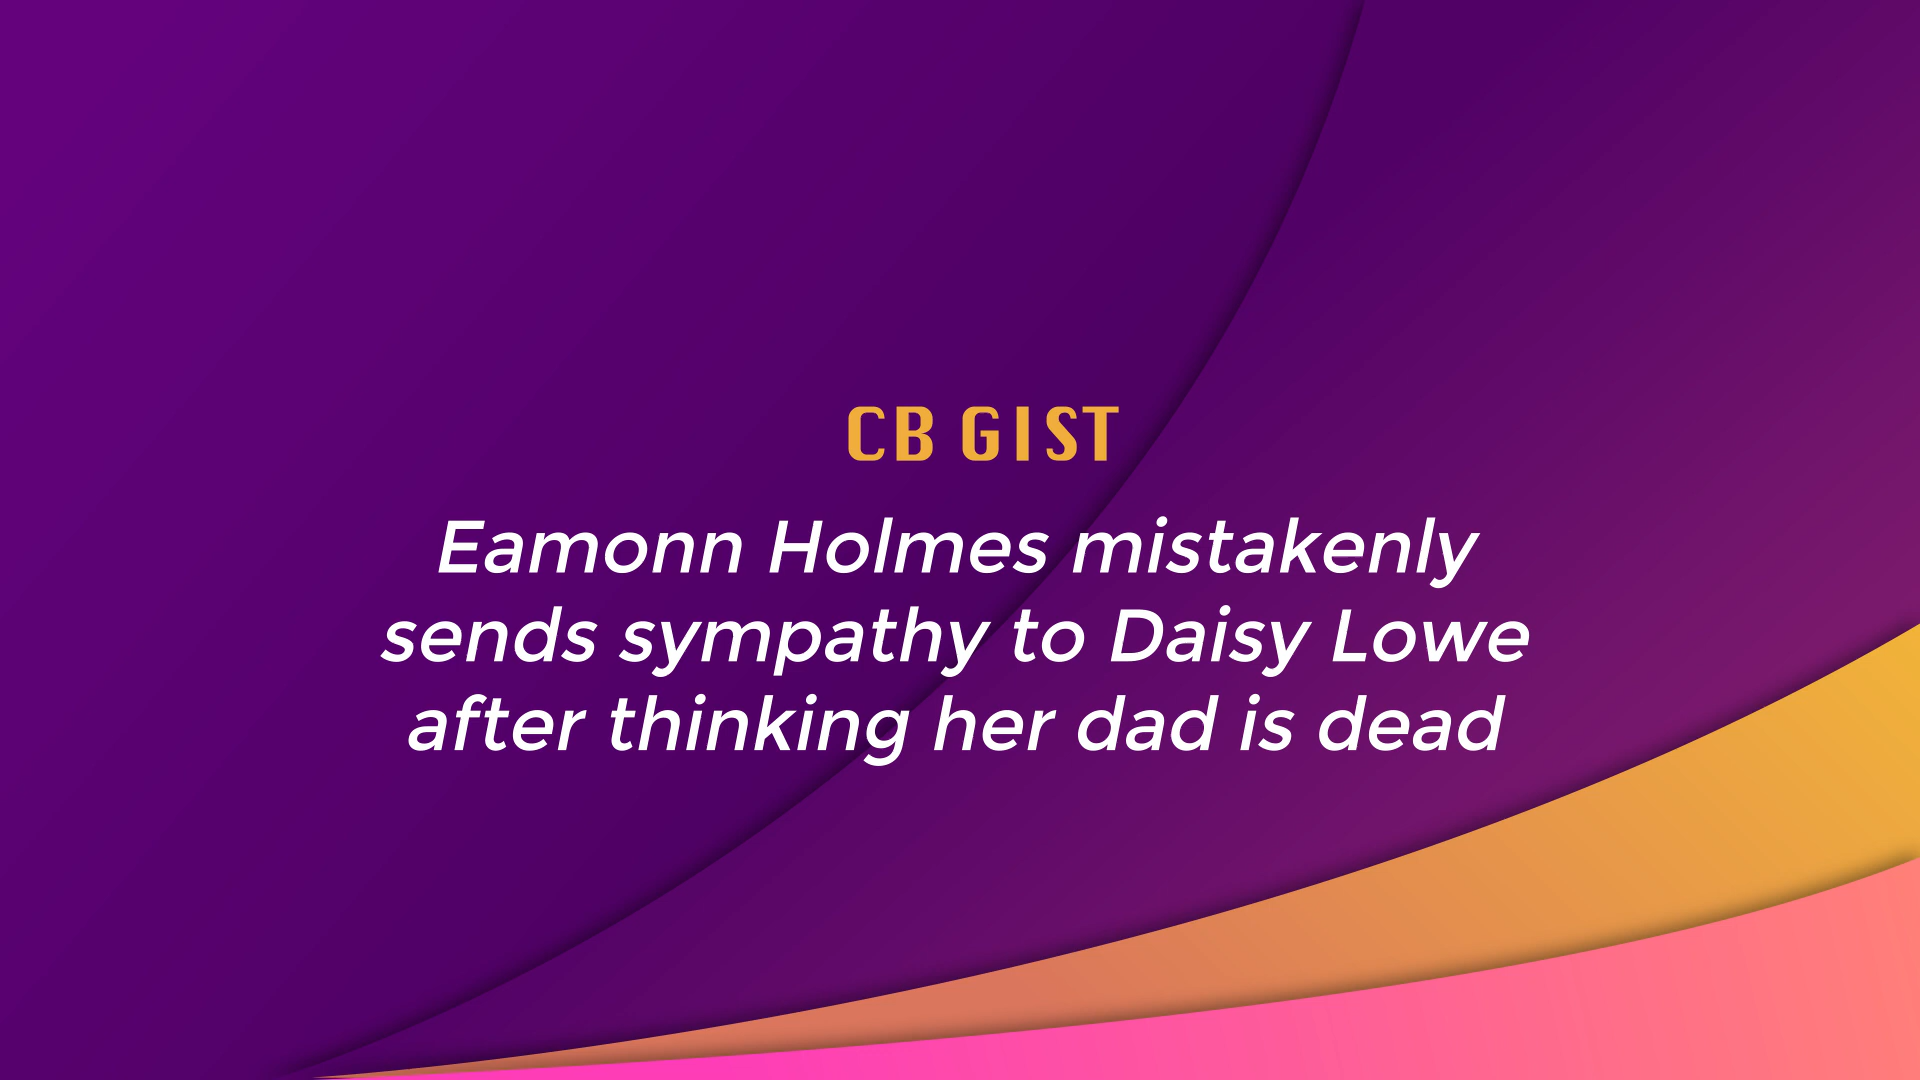 CB GIST
Eamonn Holmes mistakenly
sends sympathy to Daisy Lowe
after thinking her dad is dead